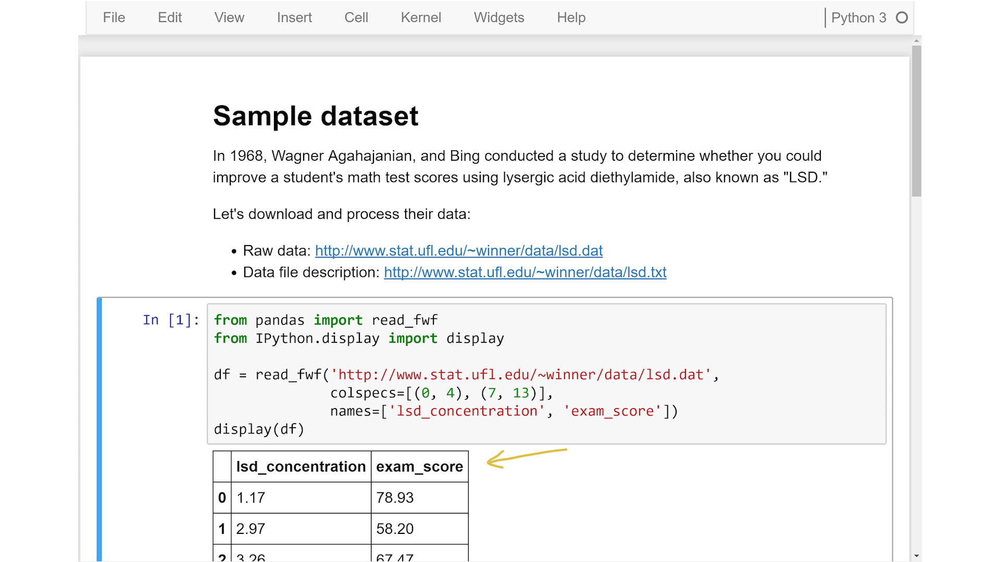 File Edit View Insert Cell Kernel Widgets Help Python 3
Sample dataset
In 1968, Wagner Agahajanian, and Bing conducted a study to determine whether you could
improve a student's math test scores using lysergic acid diethylamide, also known as "LSD."
Let's download and process their data:
• Raw data: http://www.stat.ufl.edu/~winner/data/lsd.dat
• Data file description: http://www.stat.ufl.edu/~winner/data/lsd.txt
In [1]: from pandas import read_fwf
from IPython.display import display
df = read_fwf('http://www.stat.ufl.edu/~winner/data/lsd.dat',
colspecs=[(0, 4), (7, 13)],
names=['lsd_concentration', 'exam_score'])
display(df)
lsd_concentration exam_score
0 1.17 78.93
1 2.97 58.20
2 3.26 67.47